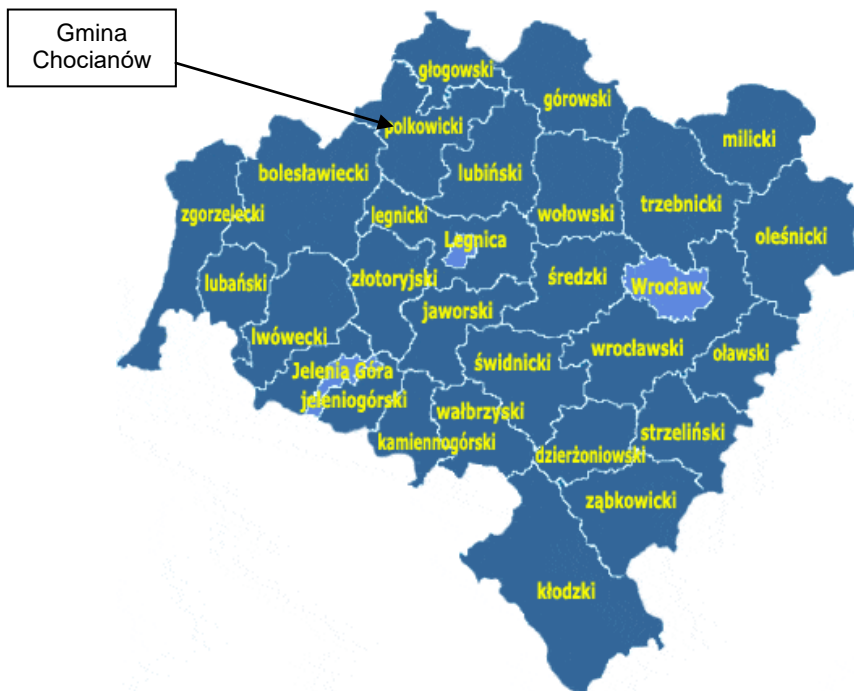 Gmina
Chocianów
głogowski
górowski
polkowicki
milicki
bolesławiecki
lubiński
zgorzelecki
legnicki
wołowski
trzebnicki
Legnica
oleśnicki
lubański
złotoryjski
średzki
Wrocław
jaworski
lwówecki
wrocławski
oławski
Jelenia Góra
świdnicki
jeleniogórski
wałbrzyski
kamiennogórski
strzeliński
dzierżoniowski
ząbkowicki
kłodzki